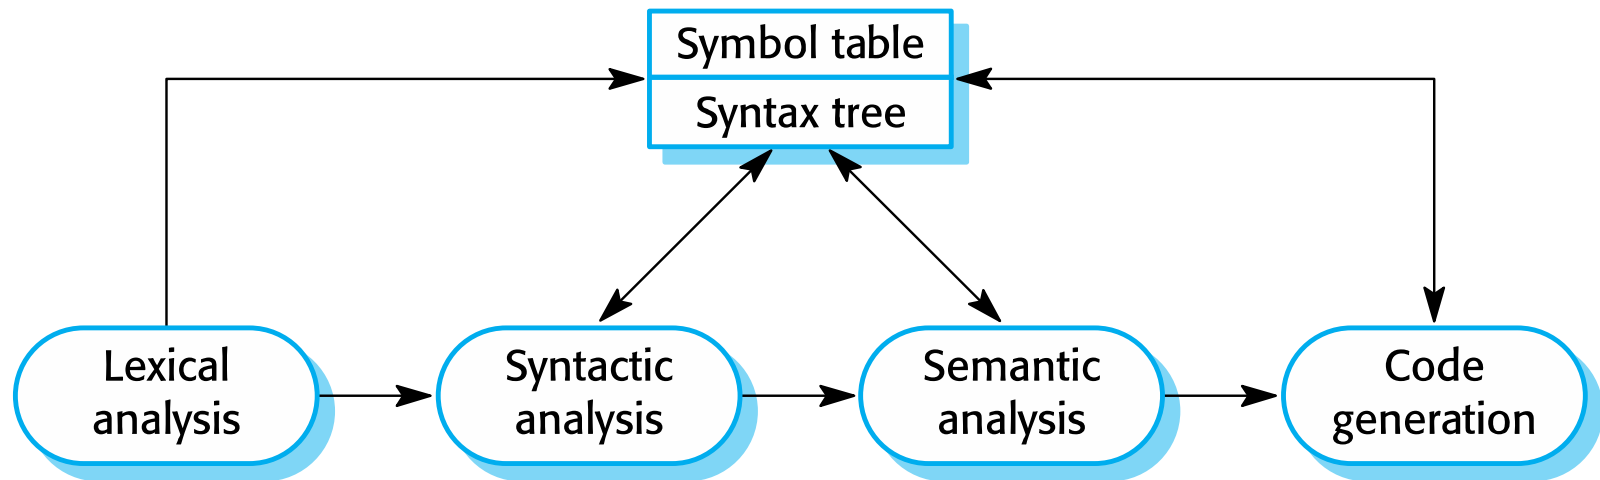 Symbol table
Syntax tree
Lexical
analysis
Syntactic
analysis
Semantic
analysis
Code
generation